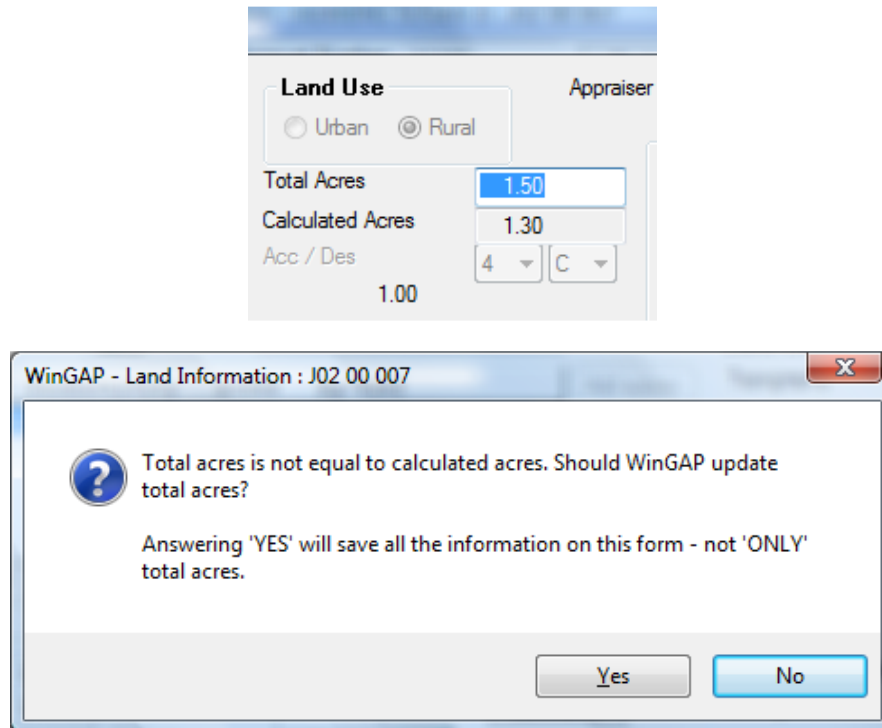 Land Use
Appraiser
Urban
Rural
Total Acres
1.50
Calculated Acres
1.30
Acc / Des
4
C
1.00
WinGAP - Land Information : J02 00 007
Total acres is not equal to calculated acres. Should WinGAP update
total acres?
Answering 'YES' will save all the information on this form - not 'ONLY'
total acres.
Yes
No